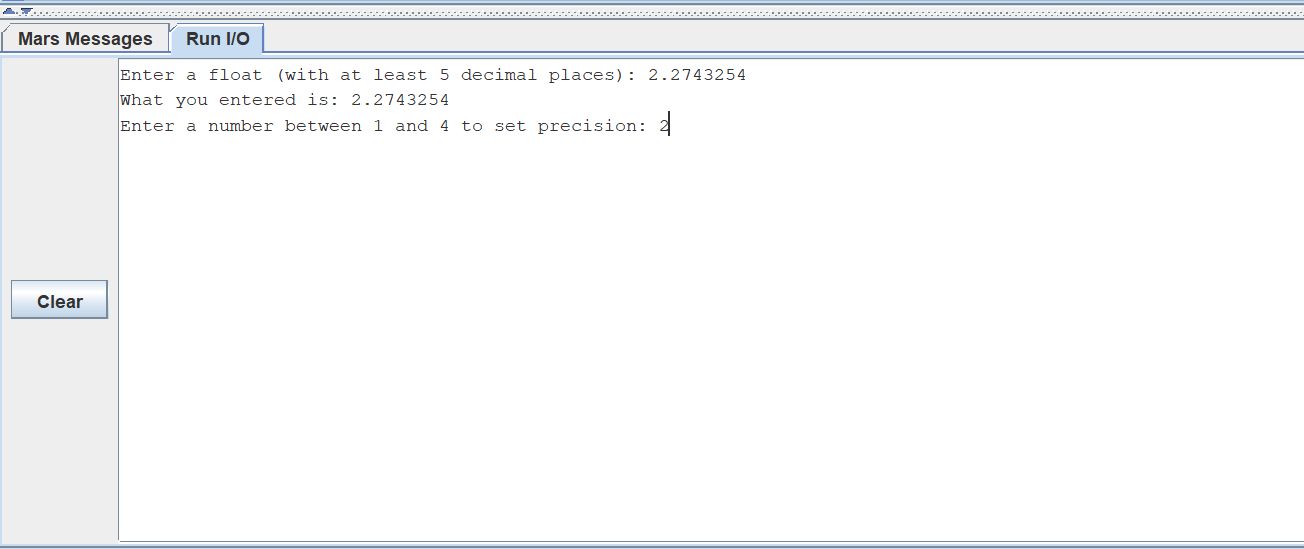 Mars Messages Run I/O
Enter a float (with at least 5 decimal places): 2.2743254
What you entered is: 2.2743254
Enter a number between 1 and 4 to set precision: 2
Clear